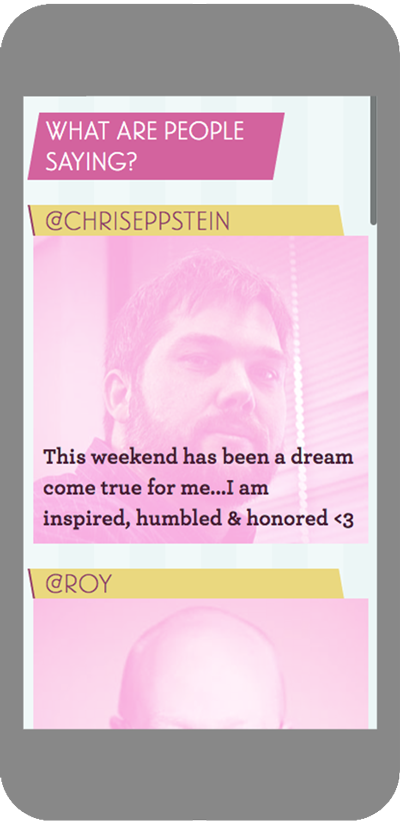 WHAT ARE PEOPLE
SAYING?
@CHRISEPPSTEIN
This weekend has been a dream
come true for me...I am
inspired, humbled & honored <3
@ROY